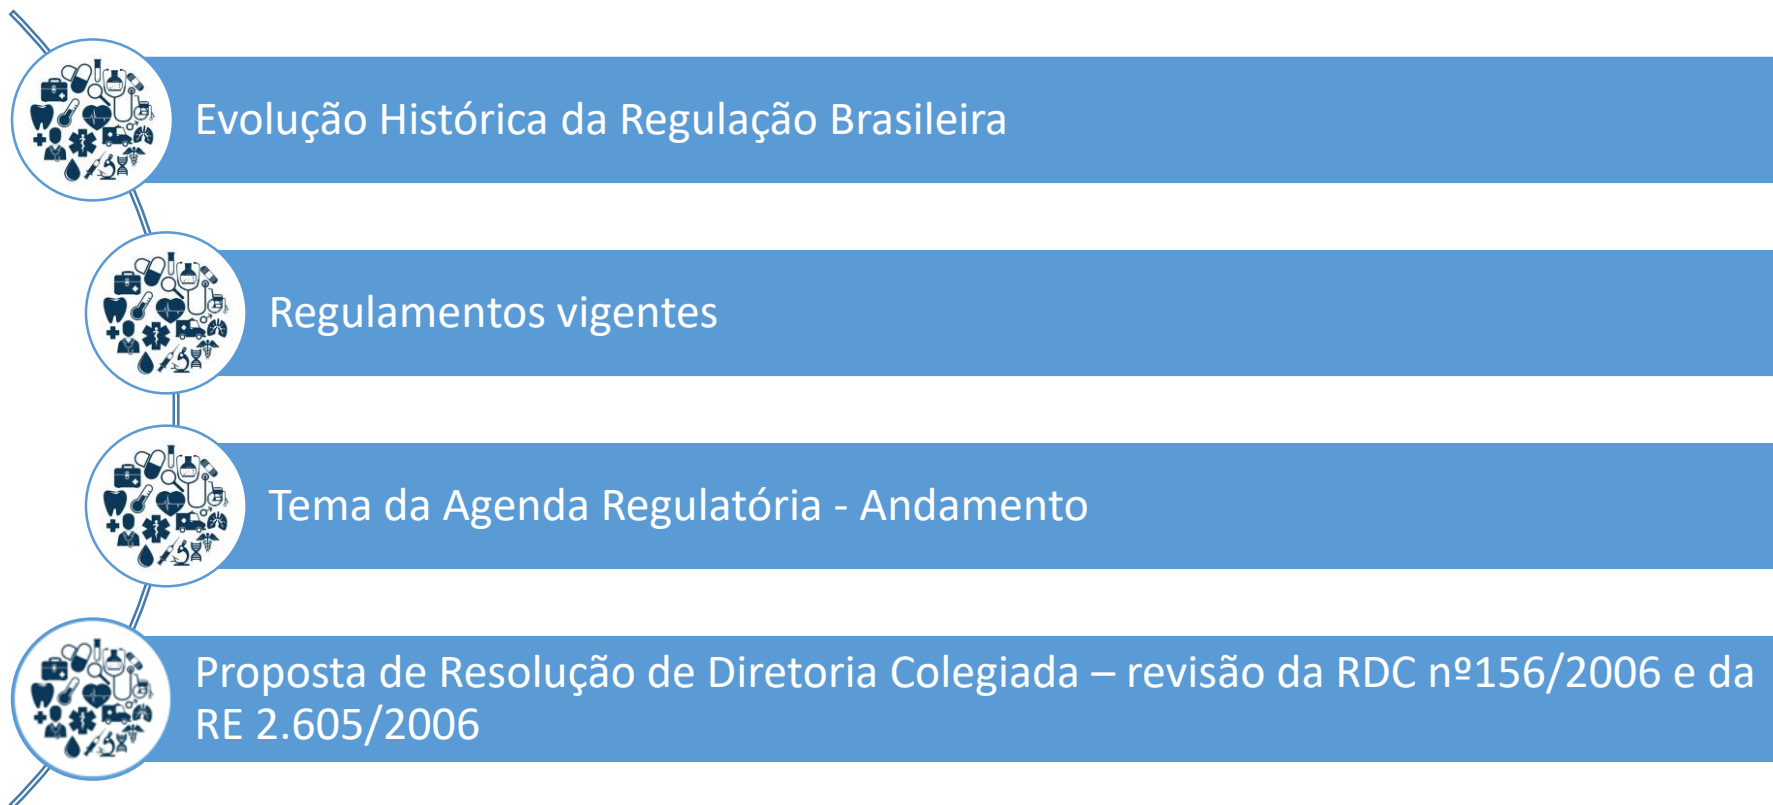 Evolução Histórica da Regulação Brasileira
Regulamentos vigentes
Tema da Agenda Regulatória - Andamento
Proposta de Resolução de Diretoria Colegiada – revisão da RDC nº156/2006 e da
RE 2.605/2006